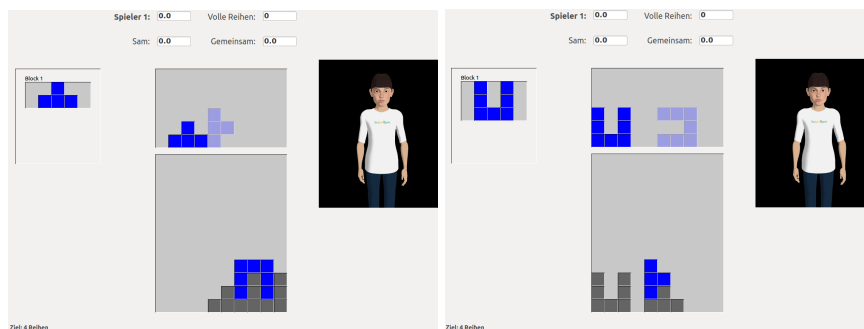 Spieler 1: 0.0 Volle Reihen: 0
Sam: 0.0 Gemeinsam: 0.0
Block 1
Ziel: 4 Reihen
Spieler 1: 0.0 Volle Reihen: 0
Sam: 0.0 Gemeinsam: 0.0
Block 1
Ziel: 4 Reihen